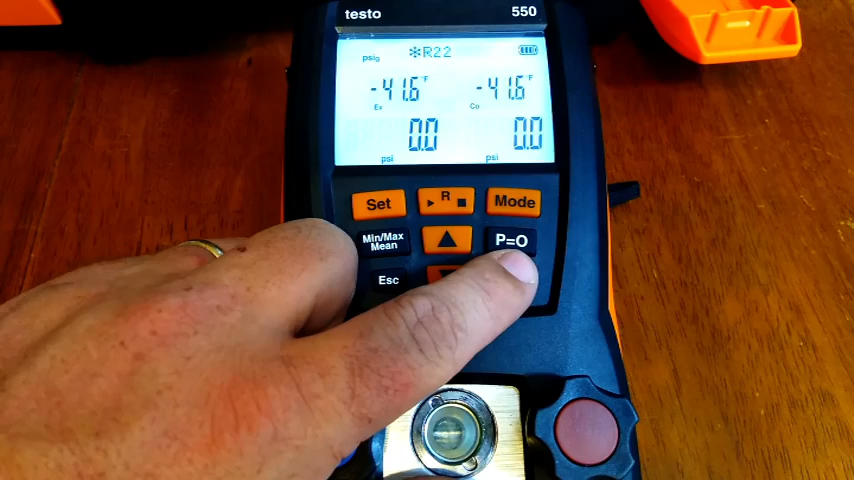 testo 550
psig ❄R22
-41.6°F -41.6°F
Ev Co
0.0 0.0
psi psi
Set R Mode
Min/Max
Mean
P=O
Esc